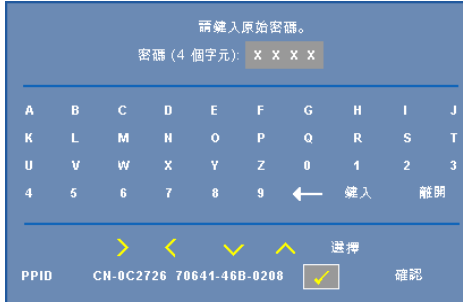 請鍵入原始密碼。
密碼 (4 個字元): X X X X
A B C D E F G H I J
K L M N O P Q R S T
U V W X Y Z 0 1 2 3
4 5 6 7 8 9 ← 鍵入 離開
選擇
PPID CN-0C2726 70641-46B-0208 ✓ 確認